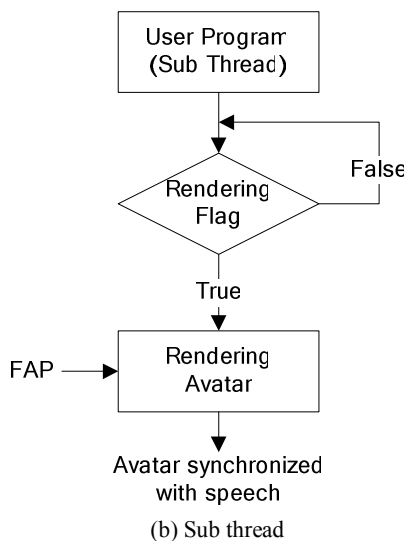 User Program
(Sub Thread)
False
Rendering
Flag
True
Rendering
Avatar
FAP
Avatar synchronized
with speech
(b) Sub thread